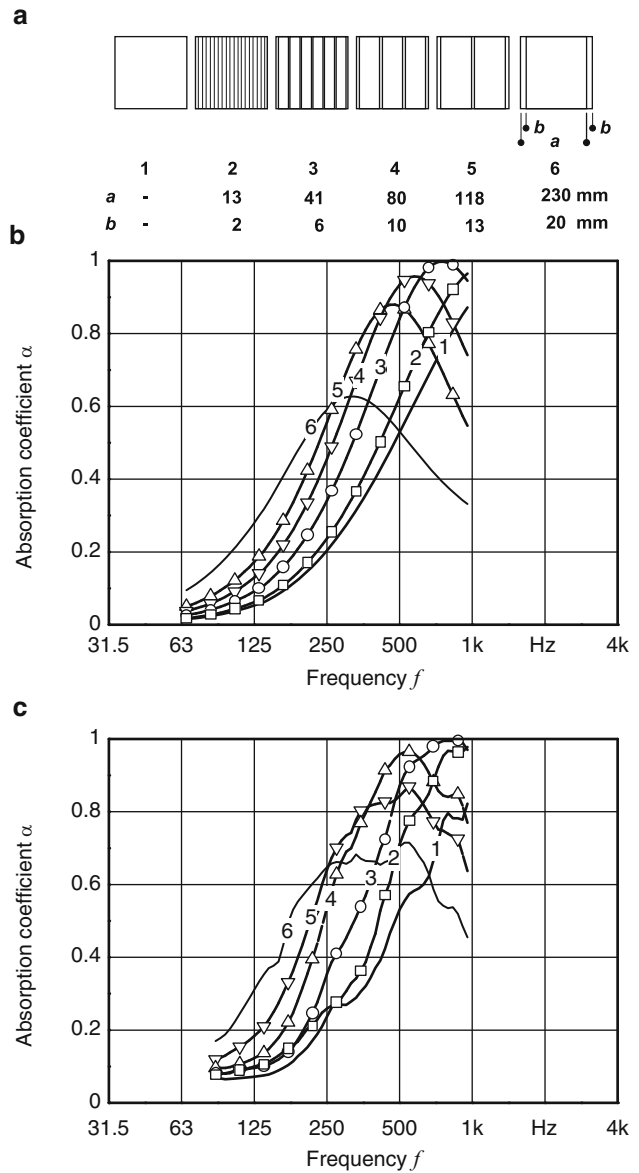 a
b
a
b
1 2 3 4 5 6
a - 13 41 80 118 230 mm
b - 2 6 10 13 20 mm
b
1
0.8
0.6
0.4
0.2
0
Absorption coefficient α
1
2
3
4
5
6
31.5 63 125 250 500 1k Hz 4k
Frequency f
c
1
0.8
0.6
0.4
0.2
0
Absorption coefficient α
1
2
3
4
5
6
31.5 63 125 250 500 1k Hz 4k
Frequency f